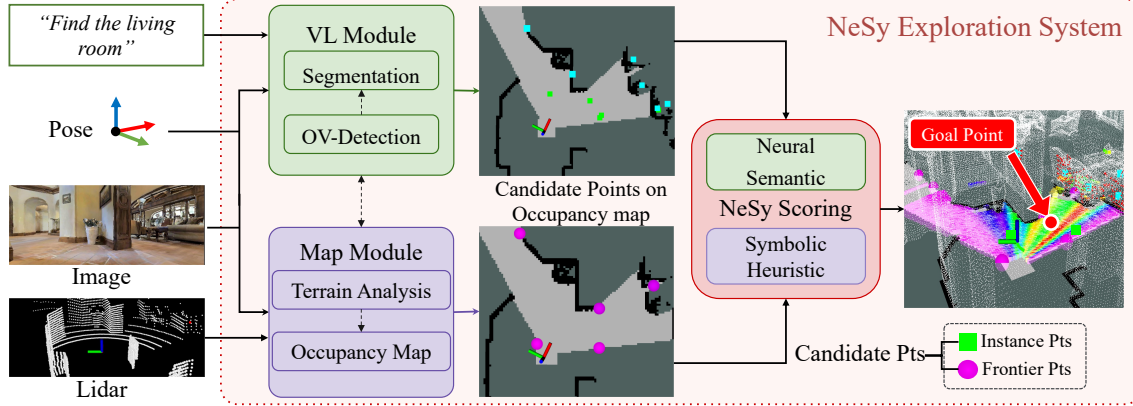 “Find the living
room”
Pose
Image
Lidar
NeSy Exploration System
VL Module
Segmentation
OV-Detection
Map Module
Terrain Analysis
Occupancy Map
Candidate Points on
Occupancy map
Neural
Semantic
NeSy Scoring
Symbolic
Heuristic
Goal Point
Candidate Pts
Instance Pts
Frontier Pts